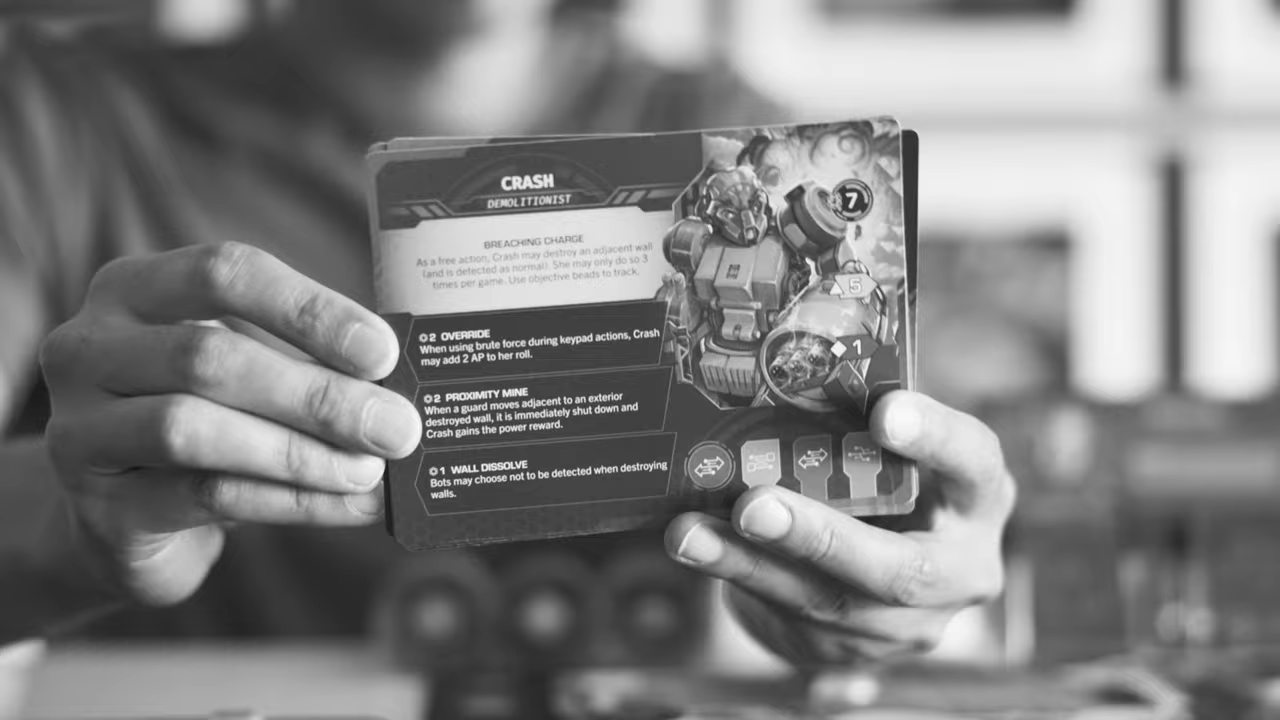 CRASH
DEMOLITIONIST
BREACHING CHARGE
As a free action, Crash may destroy an adjacent wall
(and is detected as normal). She may only do so 3
times per game. Use objective beads to track.
2 OVERRIDE
When using brute force during keypad actions, Crash
may add 2 AP to her roll.
2 PROXIMITY MINE
When a guard moves adjacent to an exterior
destroyed wall, it is immediately shut down and
Crash gains the power reward.
1 WALL DISSOLVE
Bots may choose not to be detected when destroying
walls.
7
5
1